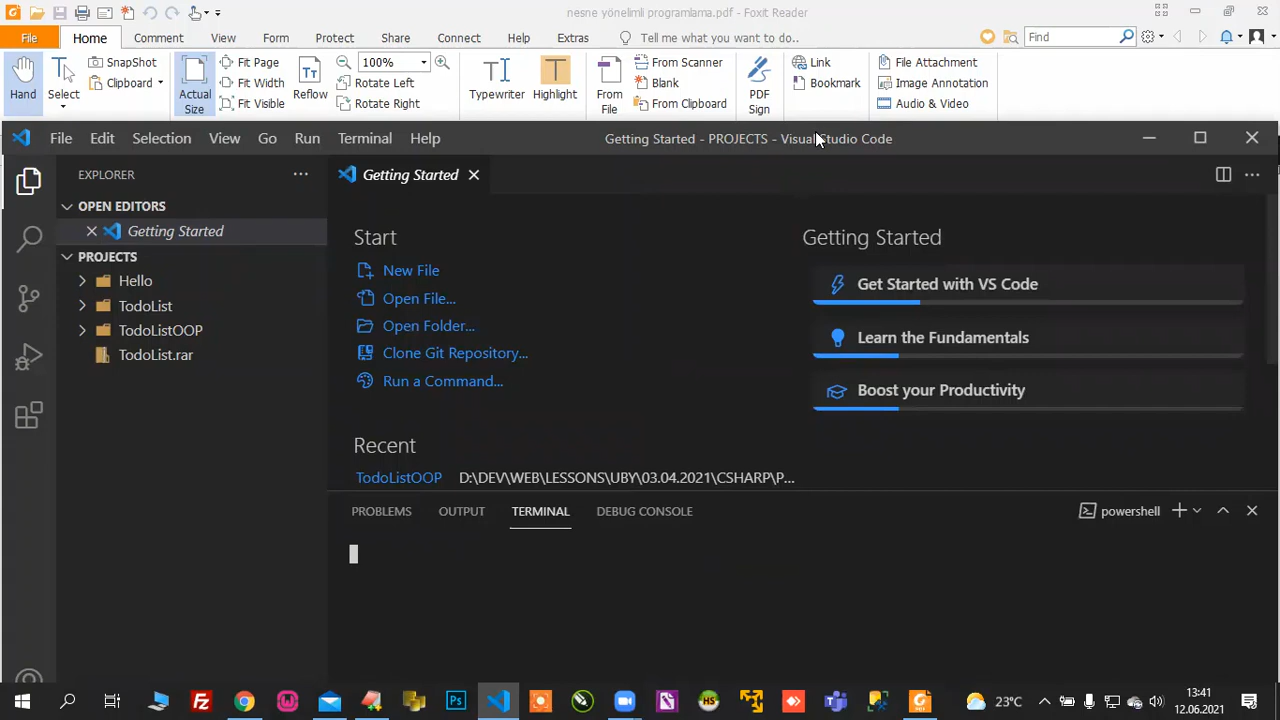 nesne yönelimli programlama.pdf - Foxit Reader
File Home Comment View Form Protect Share Connect Help Extras Tell me what you want to do... Find
Hand
Select
SnapShot
Clipboard
Actual
Size
Fit Page
Fit Width
Fit Visible
Reflow
100%
Rotate Left
Rotate Right
Typewriter
Highlight
From
File
From Scanner
Blank
From Clipboard
PDF
Sign
Link
Bookmark
File Attachment
Image Annotation
Audio & Video
File Edit Selection View Go Run Terminal Help
Getting Started - PROJECTS - Visual Studio Code
EXPLORER
OPEN EDITORS
Getting Started
PROJECTS
Hello
TodoList
TodoListOOP
TodoList.rar
Getting Started
Start
New File
Open File...
Open Folder...
Clone Git Repository...
Run a Command...
Recent
TodoListOOP D:\DEV\WEB\LESSONS\UBY\03.04.2021\CSHARP\P...
Getting Started
Get Started with VS Code
Learn the Fundamentals
Boost your Productivity
PROBLEMS OUTPUT TERMINAL DEBUG CONSOLE
powershell
23°C
13:41
12.06.2021